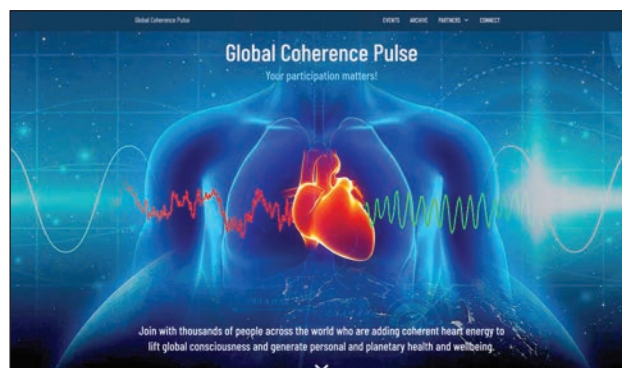 Global Coherence Pulse EVENTS ARCHIVE PARTNERS CONNECT
Global Coherence Pulse
Your participation matters!
Join with thousands of people across the world who are adding coherent heart energy to
lift global consciousness and generate personal and planetary health and wellbeing.